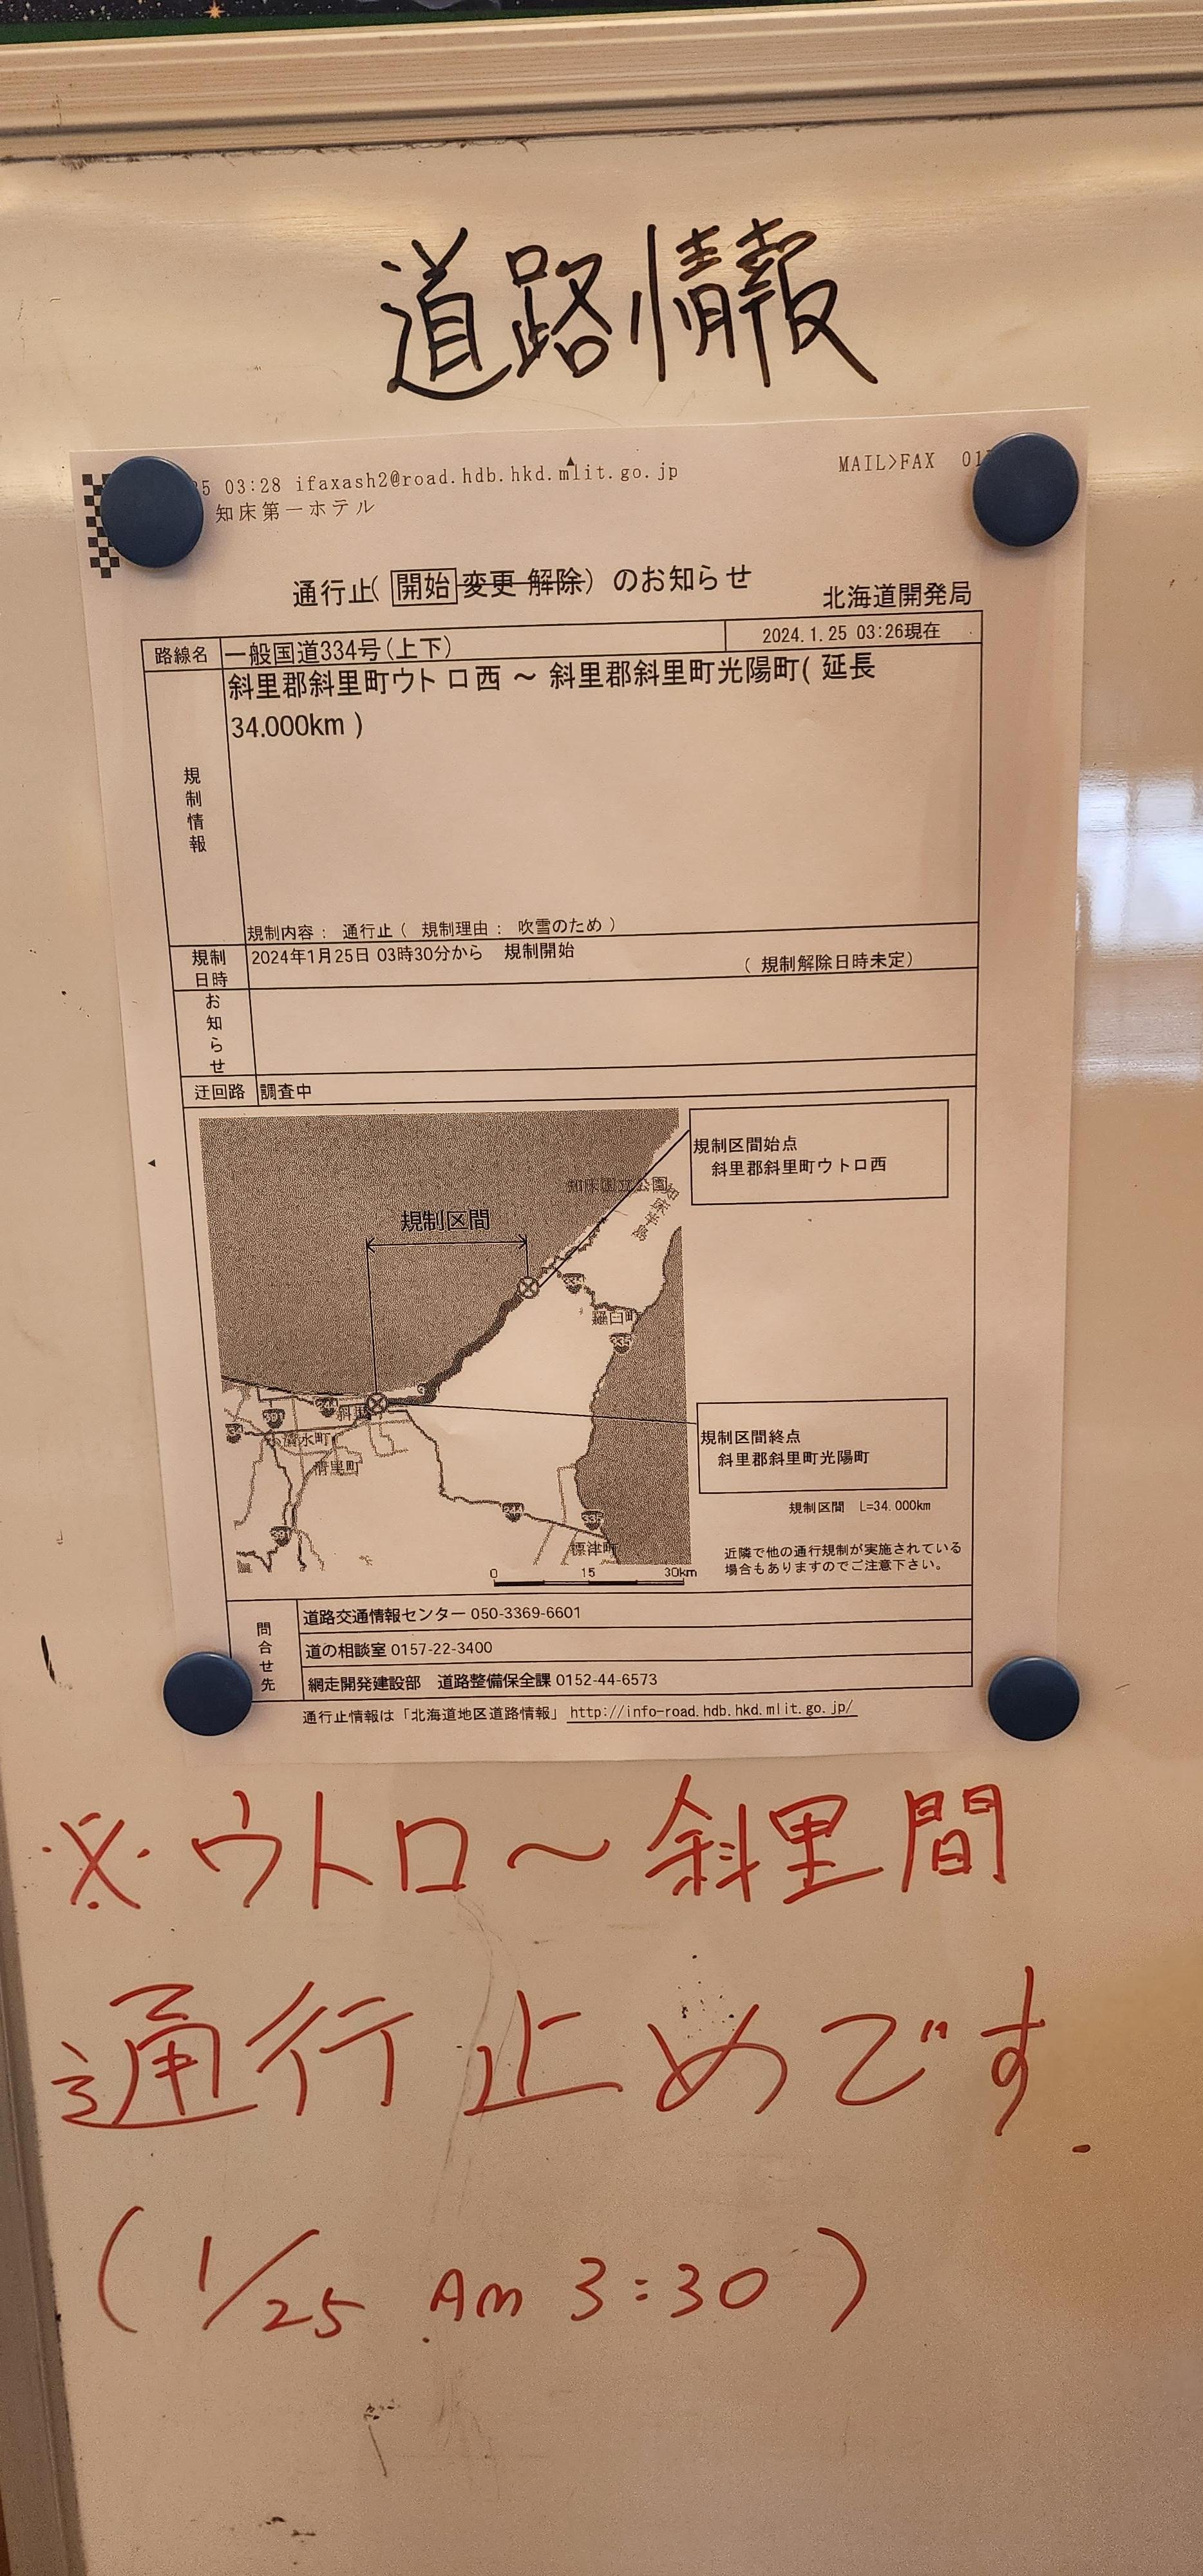 道路情報
03:28 ifaxash2@road.hdb.hkd.mlit.go.jp MAIL>FAX
知床第一ホテル
通行止( 開始 変更 解除) のお知らせ
北海道開発局
路線名 一般国道334号(上下) 2024.1.25 03:26現在
規制情報 斜里郡斜里町ウトロ西 ～ 斜里郡斜里町光陽町( 延長
34.000km )
規制内容: 通行止( 規制理由: 吹雪のため )
規制日時 2024年1月25日 03時30分から 規制開始 ( 規制解除日時未定)
お知らせ
迂回路 調査中
規制区間始点
斜里郡斜里町ウトロ西
知床国立公園
知床半島
規制区間
334
羅臼町
335
244
391
小清水町
清里町
391
規制区間終点
斜里郡斜里町光陽町
規制区間 L=34.000km
244
335
標津町
近隣で他の通行規制が実施されている
場合もありますのでご注意下さい。
0 15 30km
問合せ先 道路交通情報センター 050-3369-6601
道の相談室 0157-22-3400
網走開発建設部 道路整備保全課 0152-44-6573
通行止情報は「北海道地区道路情報」 http://info-road.hdb.hkd.mlit.go.jp/
※ウトロ～斜里間
通行止めです.
(1/25 Am 3:30)